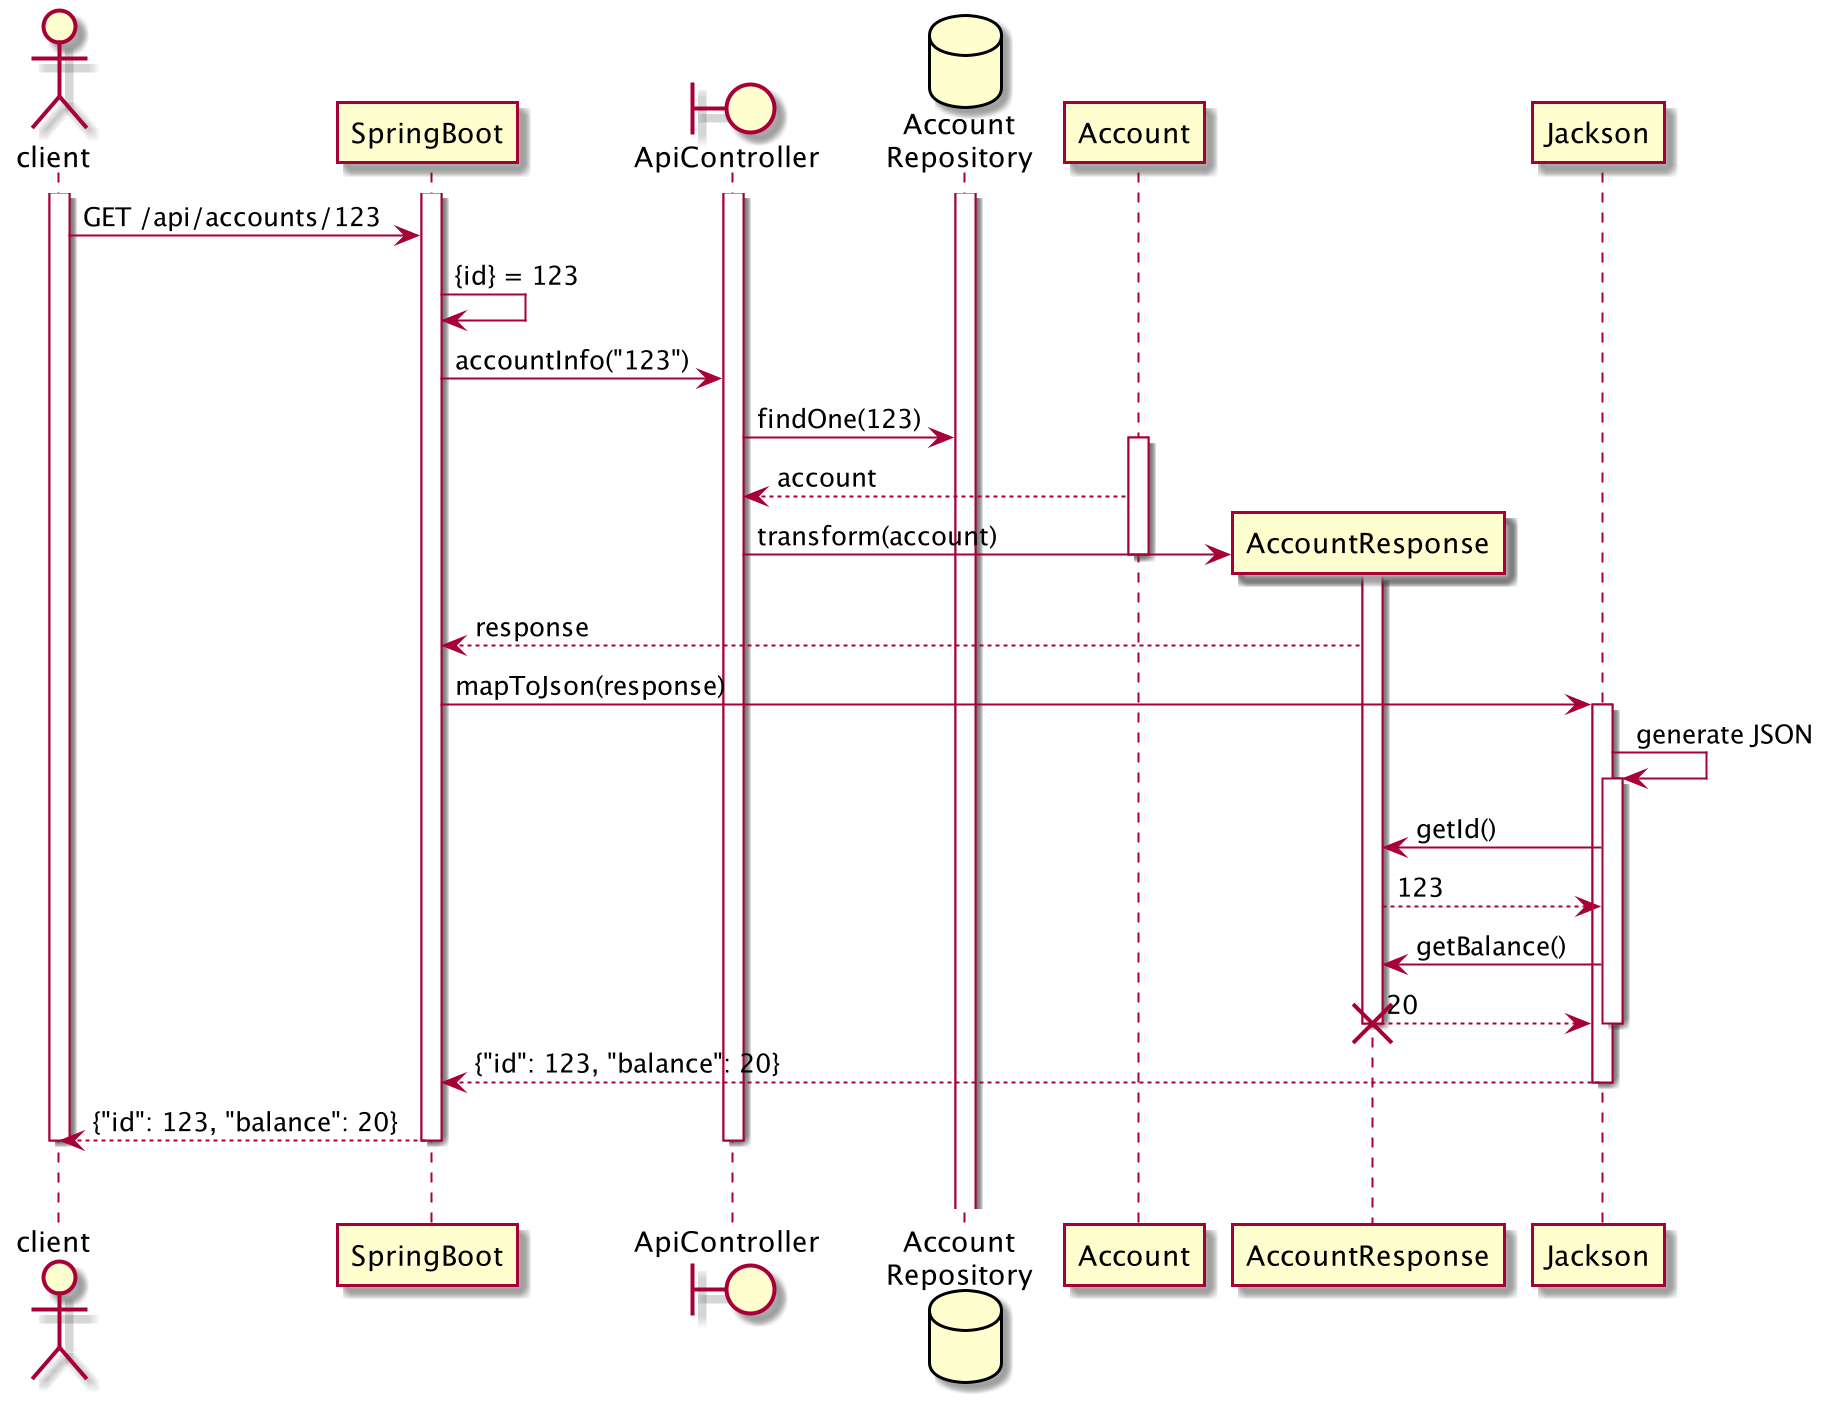 client
SpringBoot
ApiController
Account
Repository
Account
Jackson
GET /api/accounts/123
{id} = 123
accountInfo("123")
findOne(123)
account
transform(account)
AccountResponse
response
mapToJson(response)
generate JSON
getId()
123
getBalance()
20
{"id": 123, "balance": 20}
{"id": 123, "balance": 20}
client
SpringBoot
ApiController
Account
Repository
Account
AccountResponse
Jackson